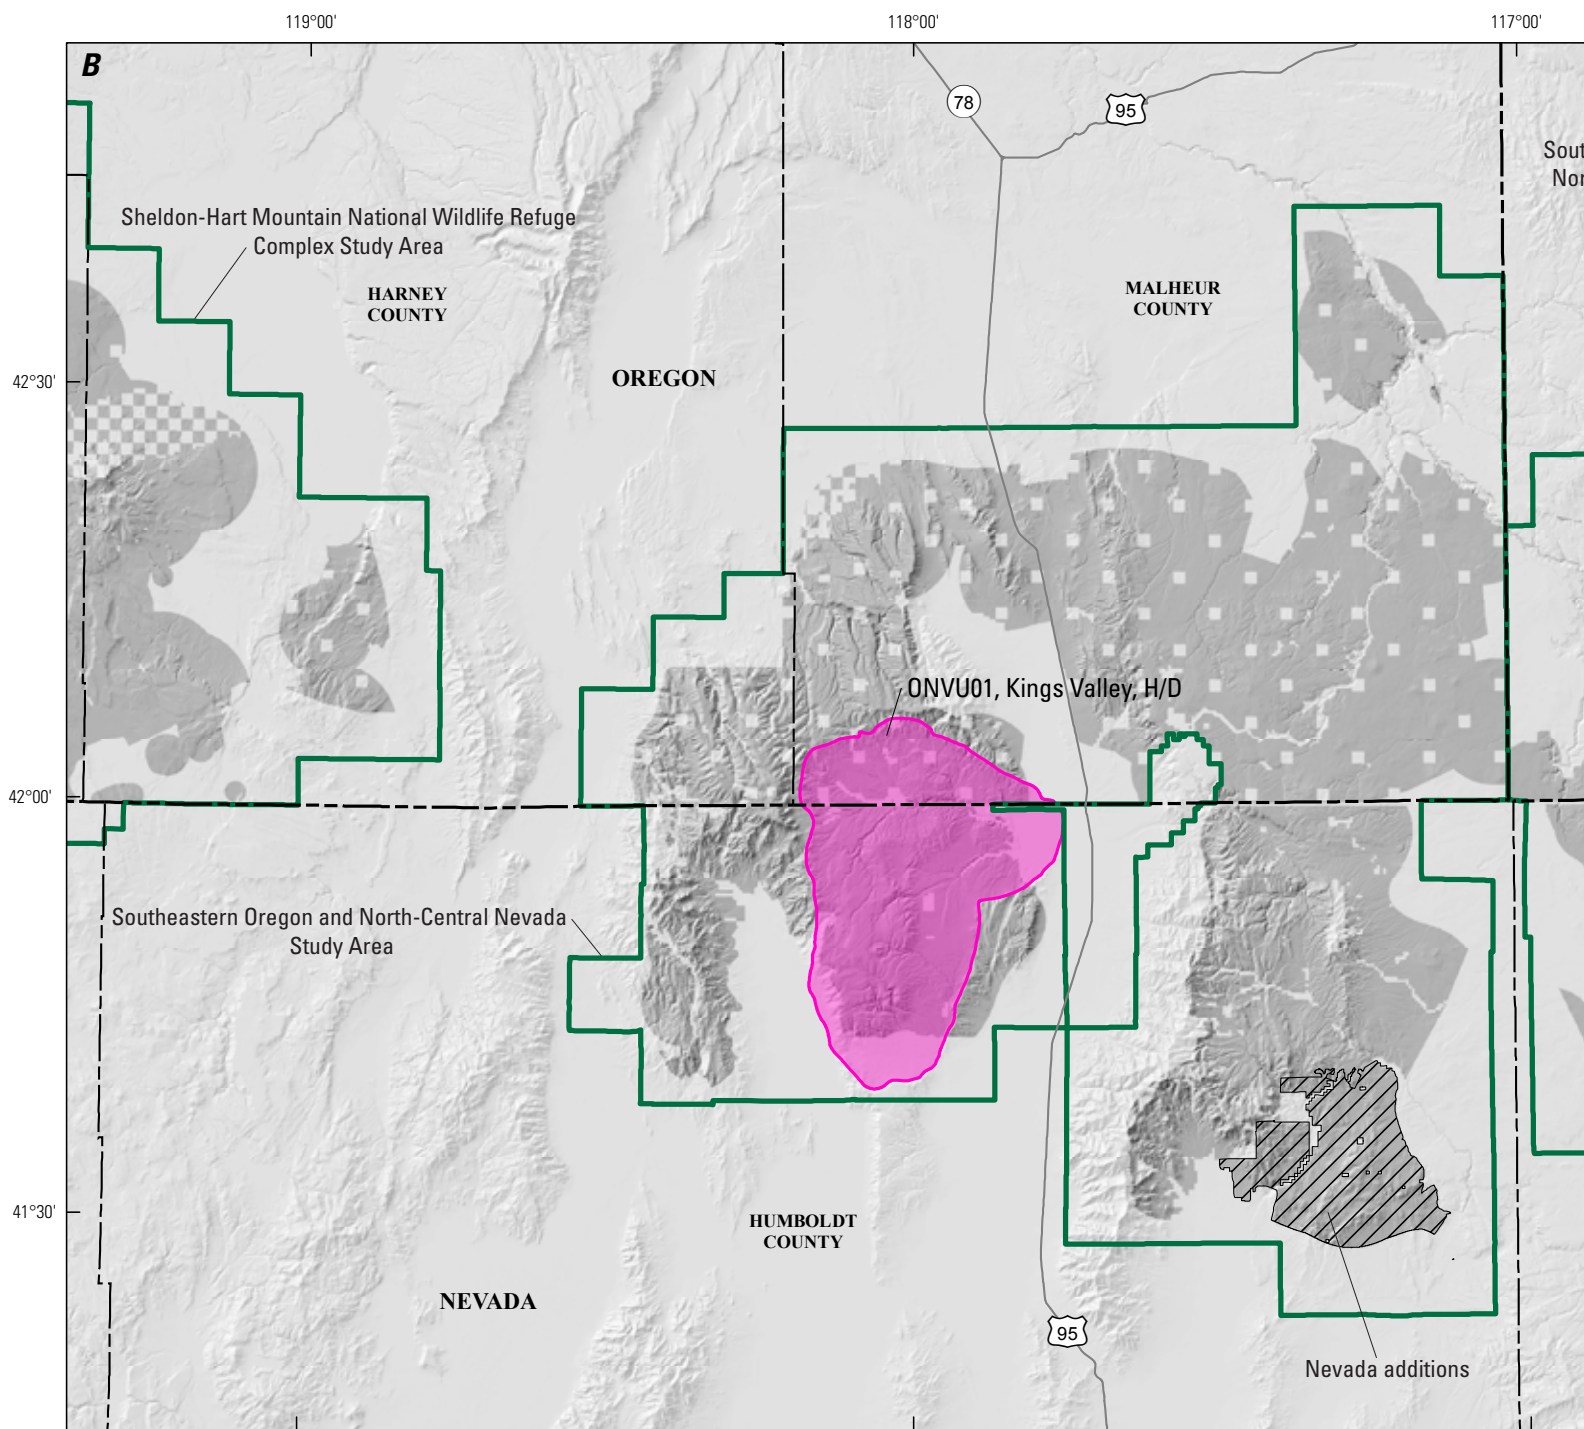 119°00'
118°00'
117°00'
B
78
95
Sout
Nor
Sheldon-Hart Mountain National Wildlife Refuge
Complex Study Area
HARNEY
COUNTY
MALHEUR
COUNTY
42°30'
OREGON
ONVU01, Kings Valley, H/D
42°00'
Southeastern Oregon and North-Central Nevada
Study Area
41°30'
HUMBOLDT
COUNTY
NEVADA
95
Nevada additions